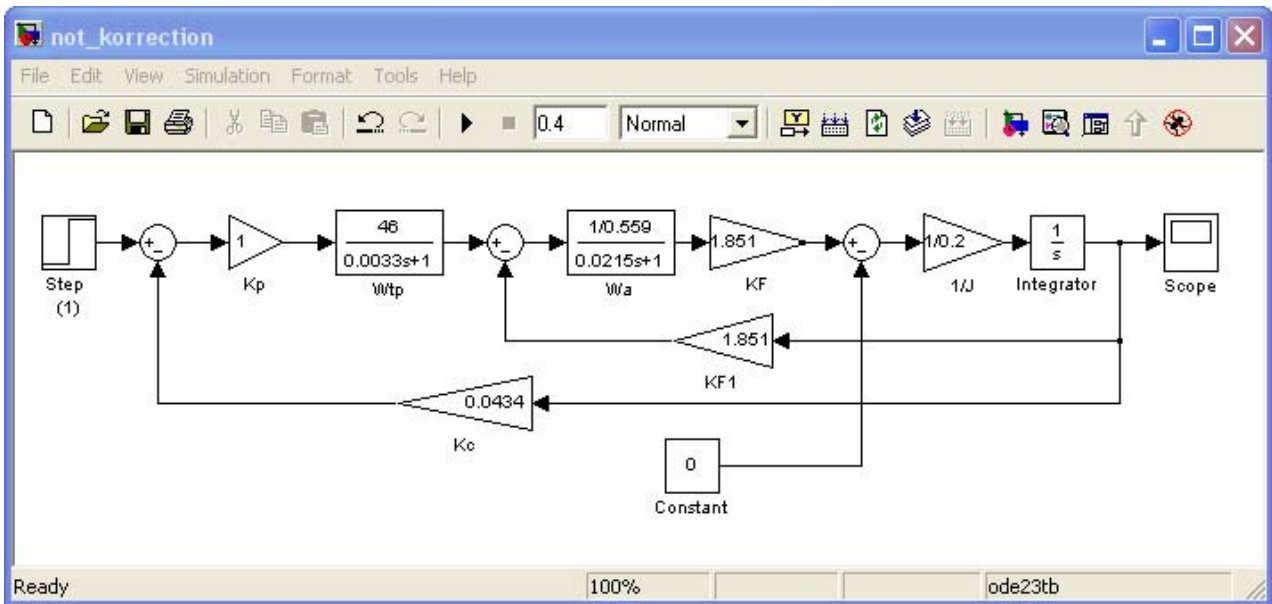 not_korrection
File Edit View Simulation Format Tools Help
0.4 Normal
Step
(1)
+
-
1
Kp
46
0.0033s+1
Wtp
+
-
1/0.559
0.0215s+1
Wa
1.851
KF
+
-
1/0.2
1/J
1
s
Integrator
Scope
1.851
KF1
0.0434
Kc
0
Constant
Ready 100% ode23tb